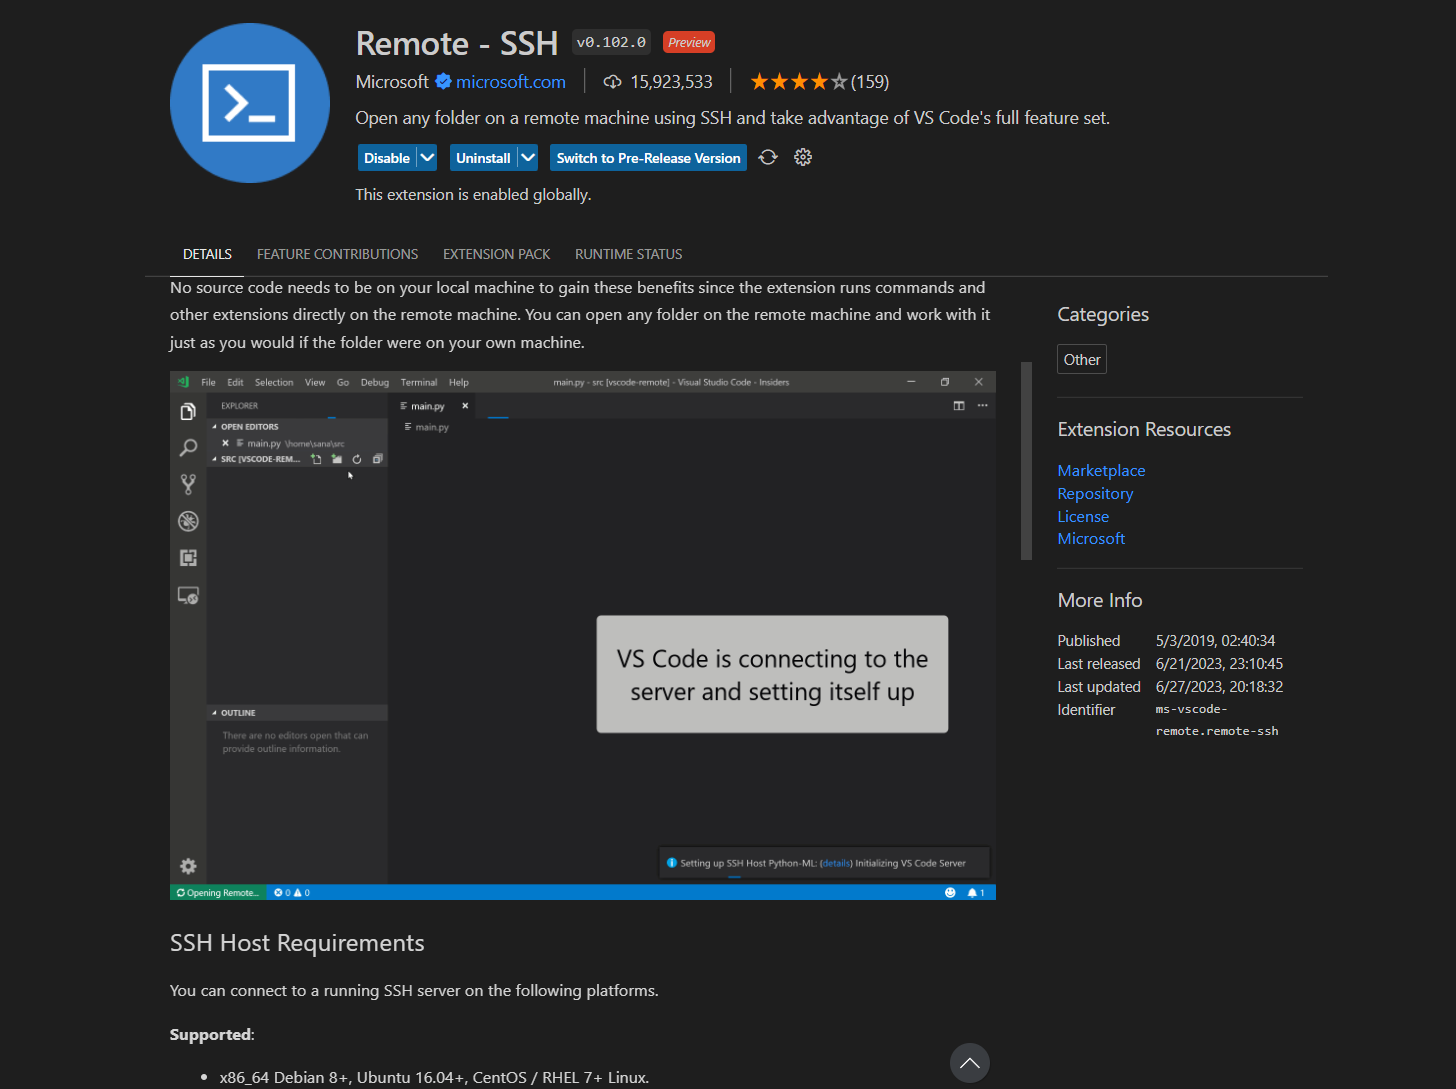 Remote - SSH v0.102.0 Preview
Microsoft microsoft.com 15,923,533 (159)
Open any folder on a remote machine using SSH and take advantage of VS Code's full feature set.
Disable Uninstall Switch to Pre-Release Version
This extension is enabled globally.
DETAILS FEATURE CONTRIBUTIONS EXTENSION PACK RUNTIME STATUS
No source code needs to be on your local machine to gain these benefits since the extension runs commands and
other extensions directly on the remote machine. You can open any folder on the remote machine and work with it
just as you would if the folder were on your own machine.
File Edit Selection View Go Debug Terminal Help main.py - src [vscode-remote] - Visual Studio Code - Insiders
EXPLORER
main.py
OPEN EDITORS
main.py \home\sana\src
main.py
SRC [VSCODE-REM...
VS Code is connecting to the
server and setting itself up
OUTLINE
There are no editors open that can
provide outline information.
Setting up SSH Host Python-ML: (details) Initializing VS Code Server
Opening Remote... 0 0 1
SSH Host Requirements
You can connect to a running SSH server on the following platforms.
Supported:
• x86_64 Debian 8+, Ubuntu 16.04+, CentOS / RHEL 7+ Linux.
Categories
Other
Extension Resources
Marketplace
Repository
License
Microsoft
More Info
Published 5/3/2019, 02:40:34
Last released 6/21/2023, 23:10:45
Last updated 6/27/2023, 20:18:32
Identifier ms-vscode-
remote.remote-ssh